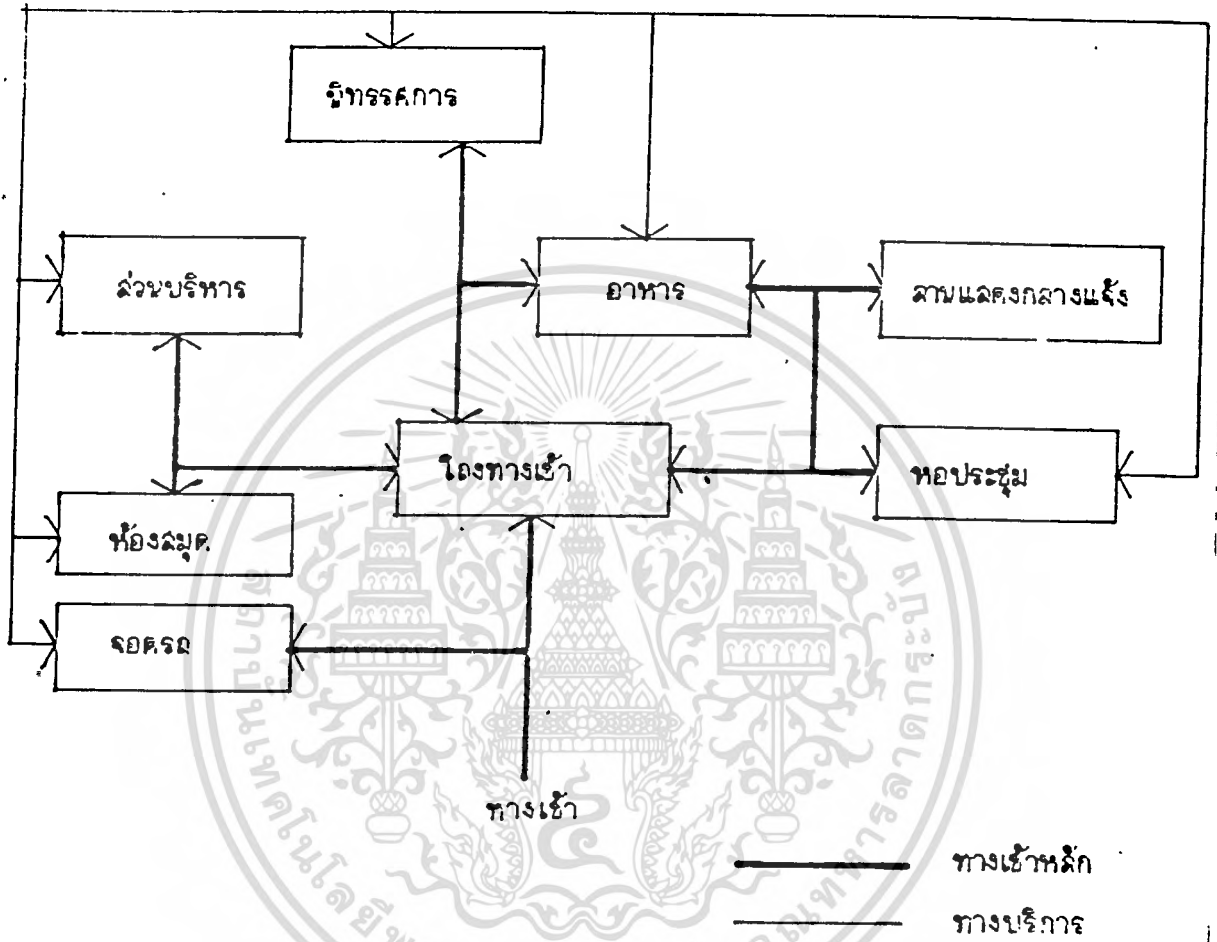 นิทรรศการ
ส่วนบริหาร
อาหาร
ลานแสดงกลางแจ้ง
โถงทางเข้า
หอประชุม
ห้องสมุด
จอดรถ
ทางเข้า
ทางเข้าหลัก
ทางบริการ